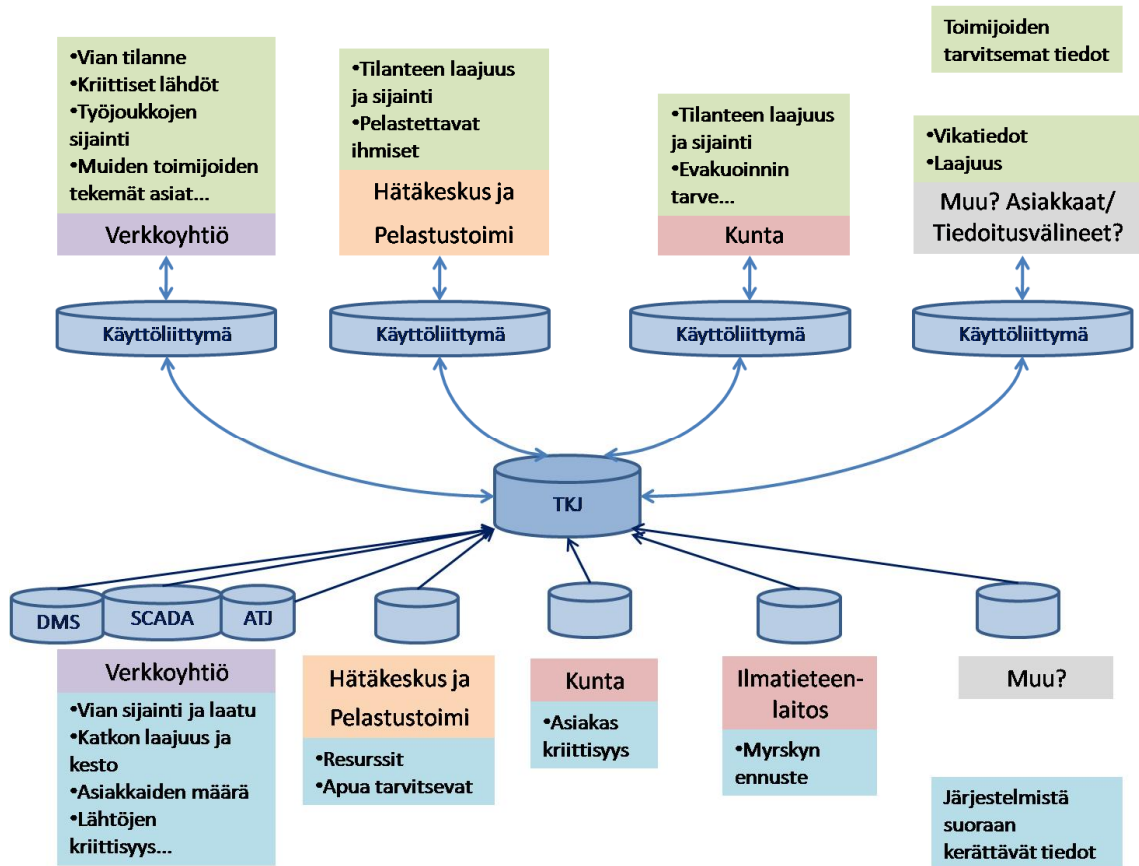 •Vian tilanne
•Kriittiset lähdöt
•Työjoukkojen
sijainti
•Muiden toimijoiden
tekemät asiat...
Verkkoyhtiö
•Tilanteen laajuus
ja sijainti
•Pelastettavat
ihmiset
Hätäkeskus ja
Pelastustoimi
•Tilanteen laajuus
ja sijainti
•Evakuoinnin
tarve...
Kunta
Toimijoiden
tarvitsemat tiedot
•Vikatiedot
•Laajuus
Muu? Asiakkaat/
Tiedoitusvälineet?
Käyttöliittymä
Käyttöliittymä
Käyttöliittymä
Käyttöliittymä
TKJ
DMS
SCADA
ATJ
Verkkoyhtiö
•Vian sijainti ja laatu
•Katkon laajuus ja
kesto
•Asiakkaiden määrä
•Lähtöjen
kriittisyys...
Hätäkeskus ja
Pelastustoimi
•Resurssit
•Apua tarvitsevat
Kunta
•Asiakas
kriittisyys
Ilmatieteen-
laitos
•Myrskyn
ennuste
Muu?
Järjestelmistä
suoraan
kerättävät tiedot